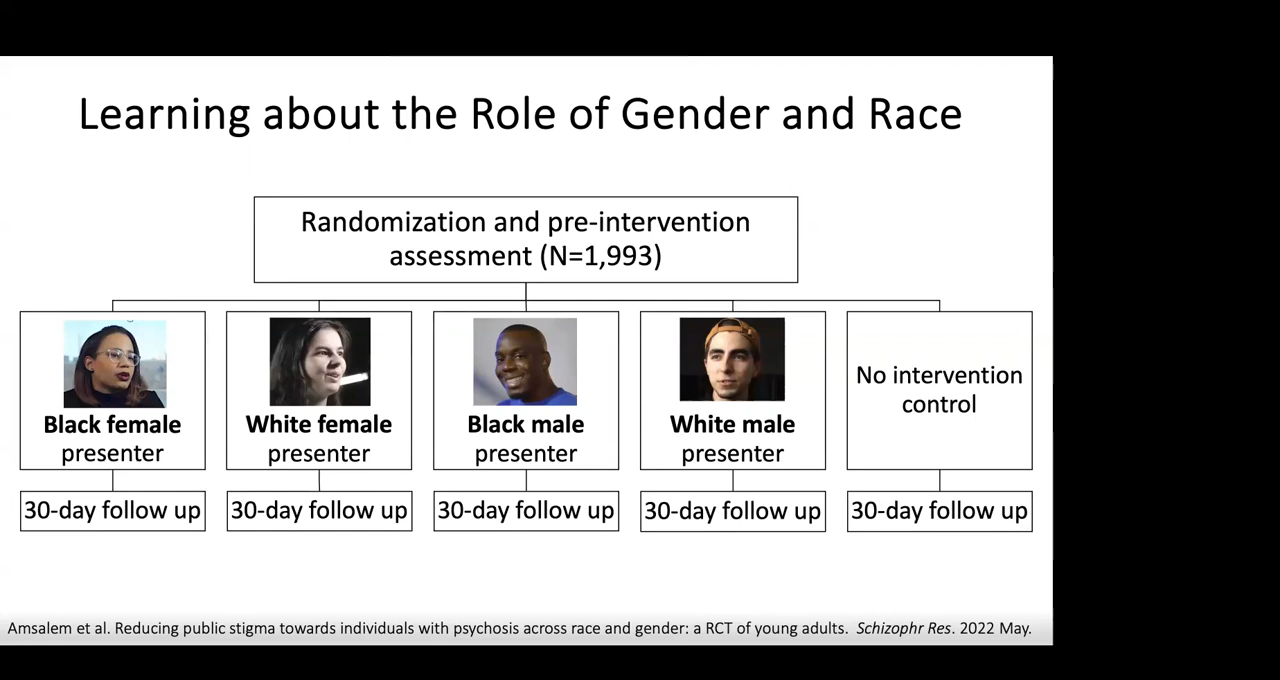 Learning about the Role of Gender and Race
Randomization and pre-intervention
assessment (N=1,993)
Black female
presenter
White female
presenter
Black male
presenter
White male
presenter
No intervention
control
30-day follow up
30-day follow up
30-day follow up
30-day follow up
30-day follow up
Amsalem et al. Reducing public stigma towards individuals with psychosis across race and gender: a RCT of young adults. Schizophr Res. 2022 May.